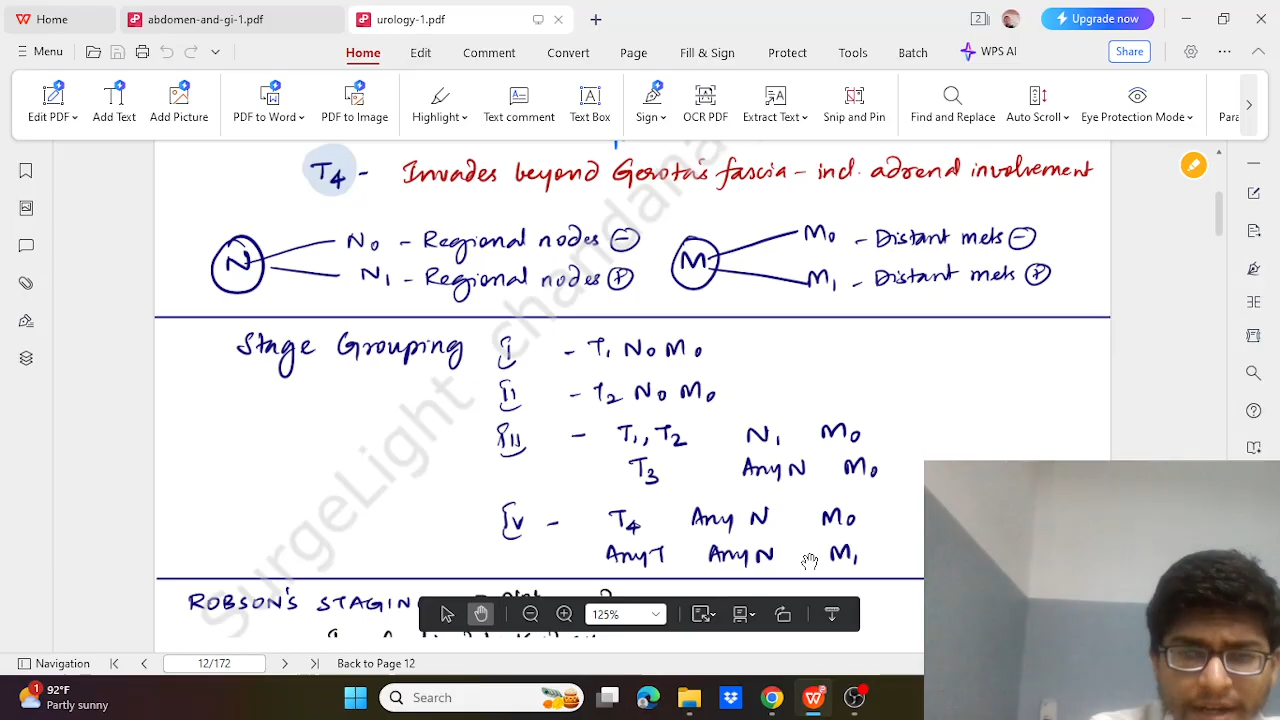 Home
abdomen-and-gi-1.pdf
urology-1.pdf
2
Upgrade now
Menu
Home
Edit
Comment
Convert
Page
Fill & Sign
Protect
Tools
Batch
WPS AI
Share
Edit PDF
Add Text
Add Picture
PDF to Word
PDF to Image
Highlight
Text comment
Text Box
Sign
OCR PDF
Extract Text
Snip and Pin
Find and Replace
Auto Scroll
Eye Protection Mode
Para
T4 - Invades beyond Gerota's fascia - incl. adrenal involvement
N
N0 - Regional nodes ⊖
N1 - Regional nodes ⊕
M
M0 - Distant mets ⊖
M1 - Distant mets ⊕
Stage Grouping
I - T1 N0 M0
II - T2 N0 M0
III - T1, T2 N1 M0
T3 Any N M0
IV - T4 Any N M0
Any T Any N M1
SurgeLight chandana
ROBSON'S STAGIN
125%
Navigation
12/172
Back to Page 12
1
92°F
Partly sunny
Search